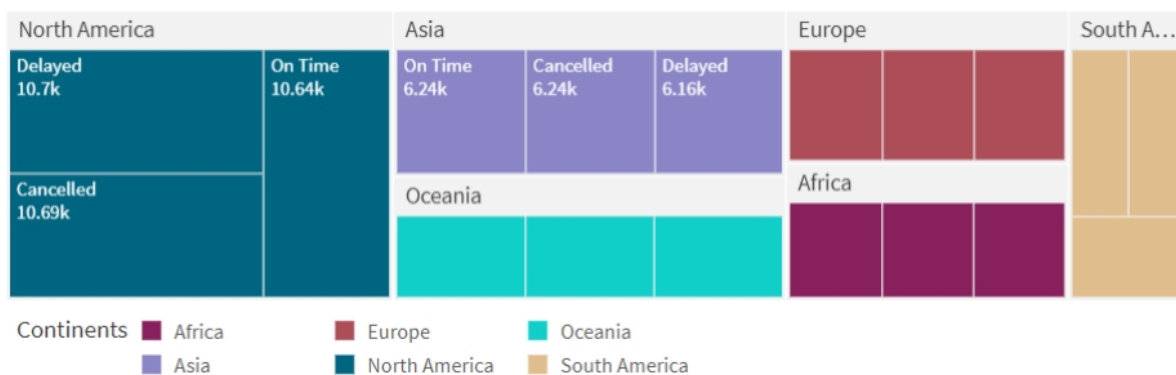 North America
Delayed
10.7k
On Time
10.64k
Cancelled
10.69k
Asia
On Time
6.24k
Cancelled
6.24k
Delayed
6.16k
Oceania
Europe
Africa
South A...
Continents
Africa
Europe
Oceania
Asia
North America
South America